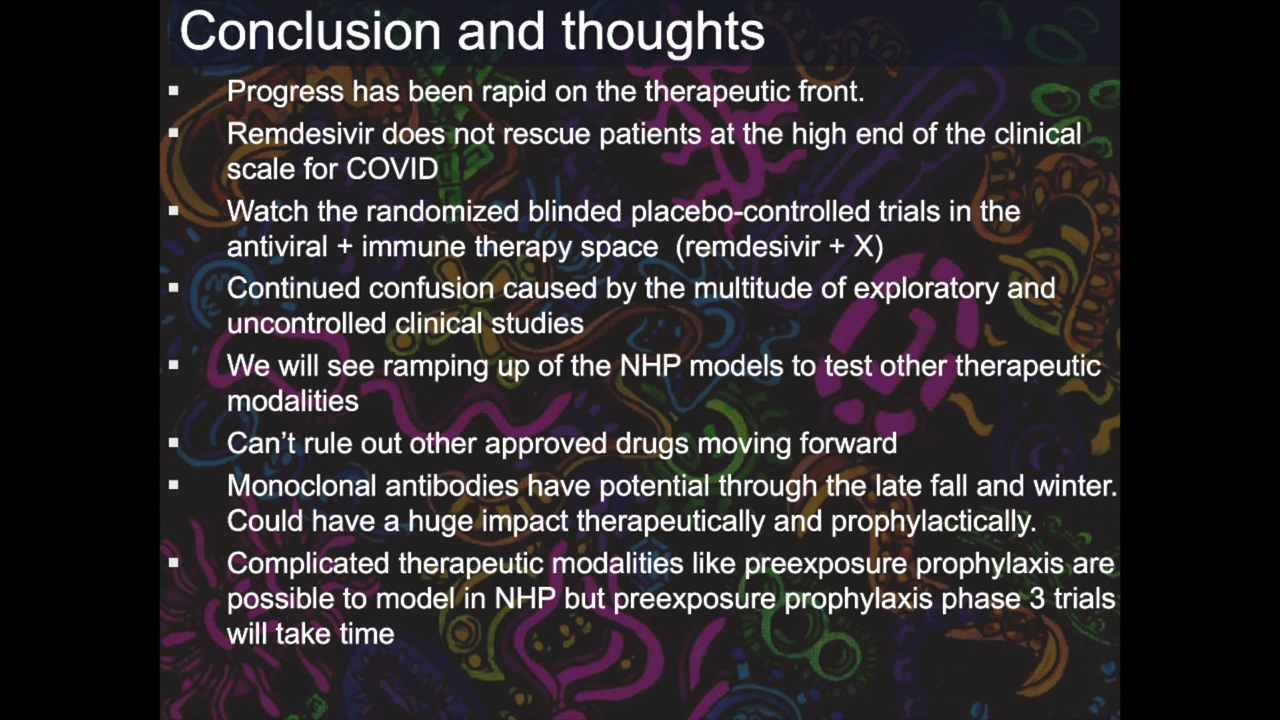 Conclusion and thoughts
▪ Progress has been rapid on the therapeutic front.
▪ Remdesivir does not rescue patients at the high end of the clinical
scale for COVID
▪ Watch the randomized blinded placebo-controlled trials in the
antiviral + immune therapy space  (remdesivir + X)
▪ Continued confusion caused by the multitude of exploratory and
uncontrolled clinical studies
▪ We will see ramping up of the NHP models to test other therapeutic
modalities
▪ Can’t rule out other approved drugs moving forward
▪ Monoclonal antibodies have potential through the late fall and winter.
Could have a huge impact therapeutically and prophylactically.
▪ Complicated therapeutic modalities like preexposure prophylaxis are
possible to model in NHP but preexposure prophylaxis phase 3 trials
will take time